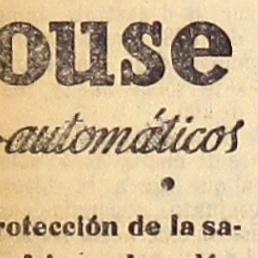 ouse
-automáticos
rotección de la sa-